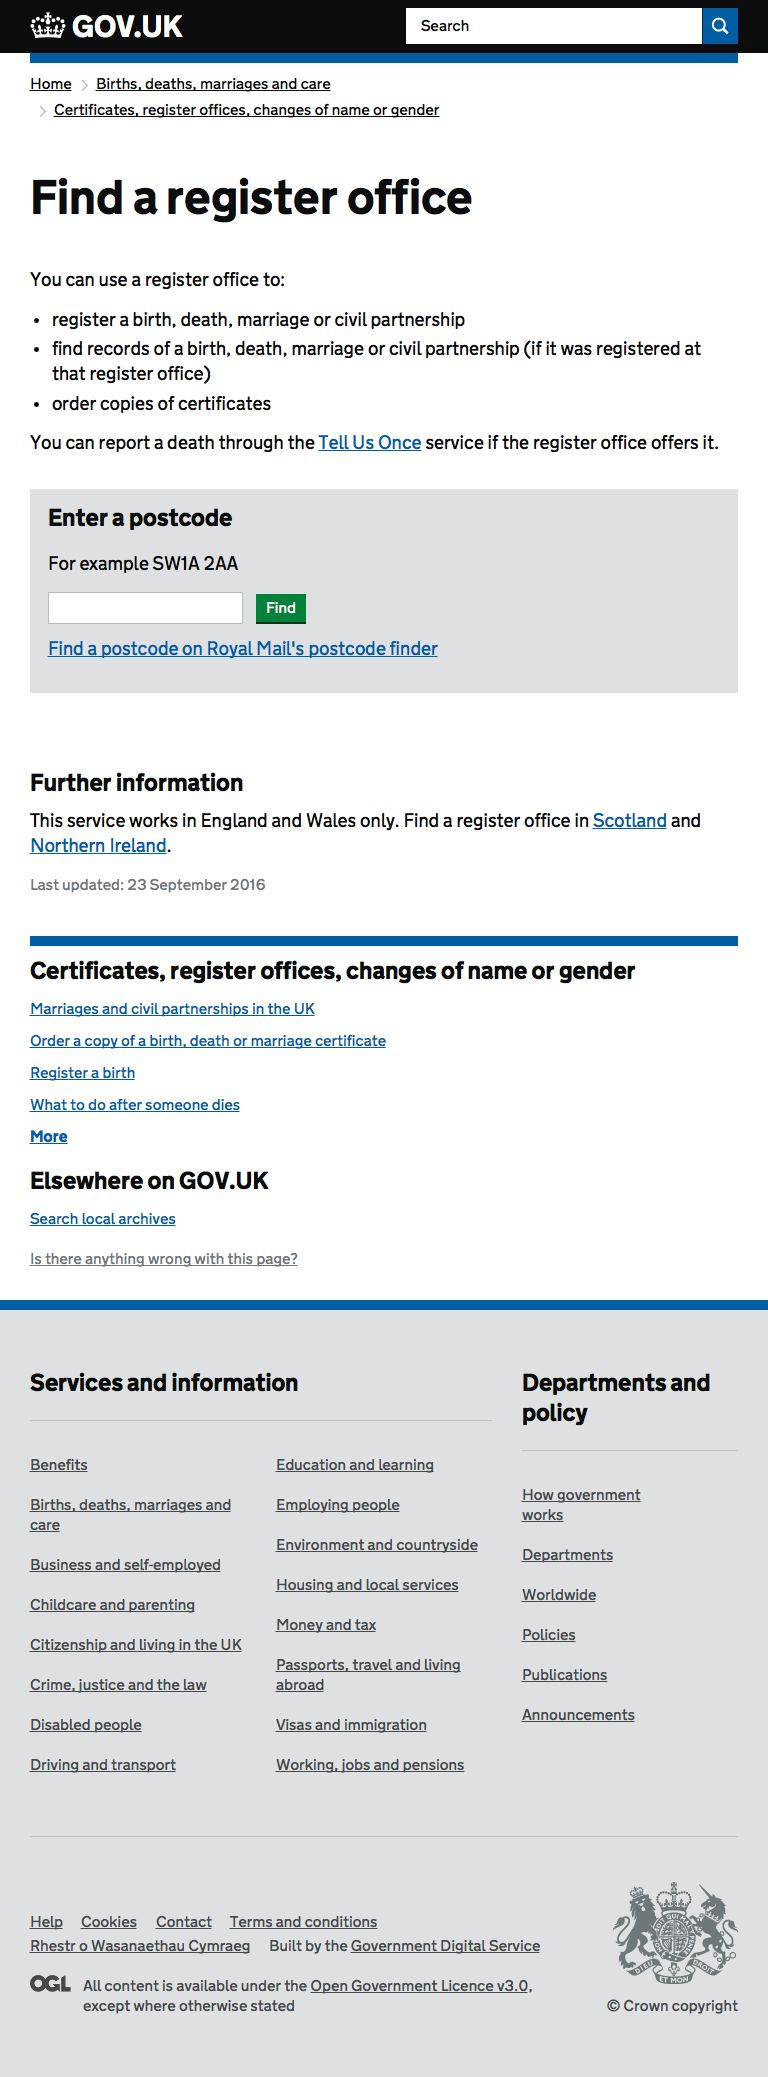 GOV.UK
Search
Home
Births, deaths, marriages and care
Certificates, register offices, changes of name or gender
Find a register office
You can use a register office to:
• register a birth, death, marriage or civil partnership
• find records of a birth, death, marriage or civil partnership (if it was registered at
that register office)
• order copies of certificates
You can report a death through the Tell Us Once service if the register office offers it.
Enter a postcode
For example SW1A 2AA
Find
Find a postcode on Royal Mail's postcode finder
Further information
This service works in England and Wales only. Find a register office in Scotland and
Northern Ireland.
Last updated: 23 September 2016
Certificates, register offices, changes of name or gender
Marriages and civil partnerships in the UK
Order a copy of a birth, death or marriage certificate
Register a birth
What to do after someone dies
More
Elsewhere on GOV.UK
Search local archives
Is there anything wrong with this page?
Services and information
Benefits
Births, deaths, marriages and
care
Business and self-employed
Childcare and parenting
Citizenship and living in the UK
Crime, justice and the law
Disabled people
Driving and transport
Education and learning
Employing people
Environment and countryside
Housing and local services
Money and tax
Passports, travel and living
abroad
Visas and immigration
Working, jobs and pensions
Departments and
policy
How government
works
Departments
Worldwide
Policies
Publications
Announcements
Help Cookies Contact Terms and conditions
Rhestr o Wasanaethau Cymraeg Built by the Government Digital Service
OGL
All content is available under the Open Government Licence v3.0,
except where otherwise stated
DIEU ET MON DROIT
© Crown copyright